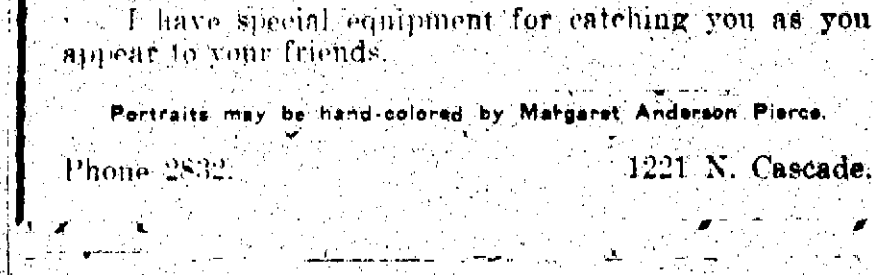 I have special equipment for catching you as you
appear to your friends.
Portraits may be hand-colored by Margaret Anderson Pierce.
Phone 2832.
1221 N. Cascade.